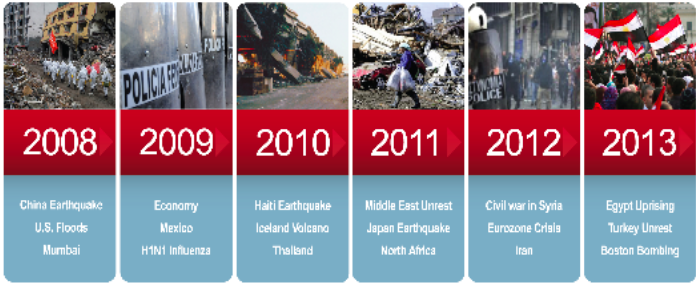 POLICIA FE
POLICIA
POLICE
2008
China Earthquake
U.S. Floods
Mumbai
2009
Economy
Mexico
H1N1 Influenza
2010
Haiti Earthquake
Iceland Volcano
Thailand
2011
Middle East Unrest
Japan Earthquake
North Africa
2012
Civil war in Syria
Eurozone Crisis
Iran
2013
Egypt Uprising
Turkey Unrest
Boston Bombing